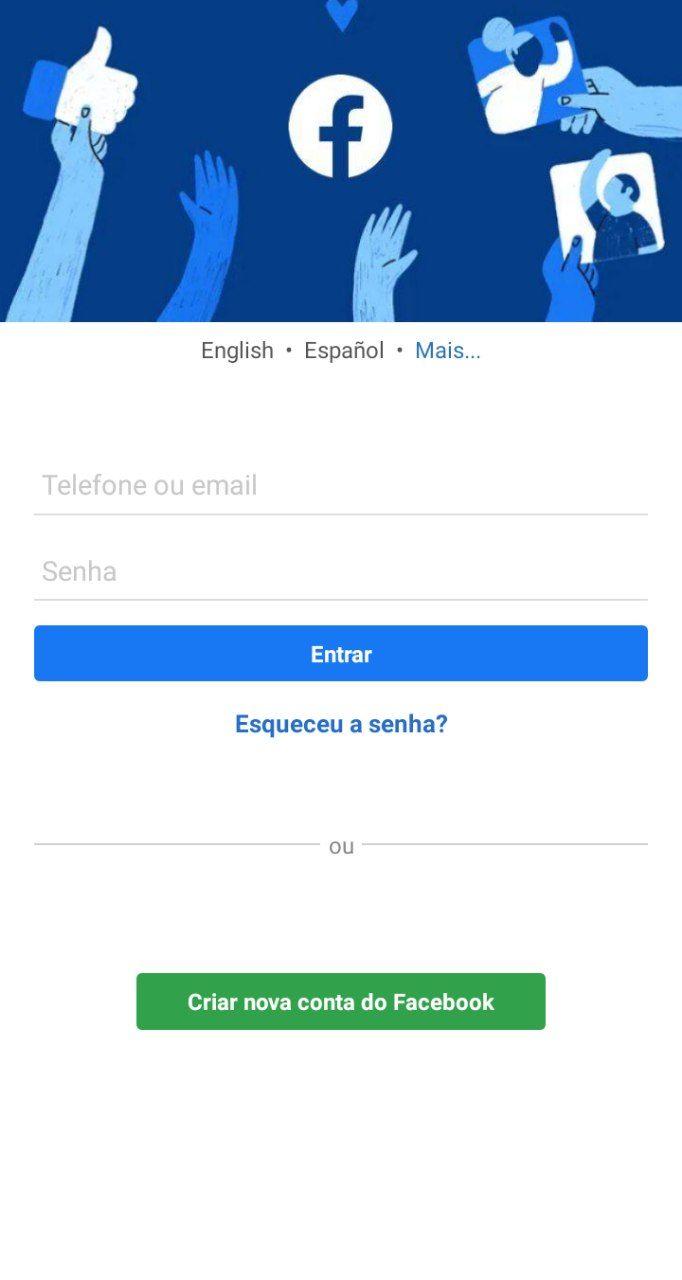 English • Español • Mais...
Telefone ou email
Senha
Entrar
Esqueceu a senha?
ou
Criar nova conta do Facebook